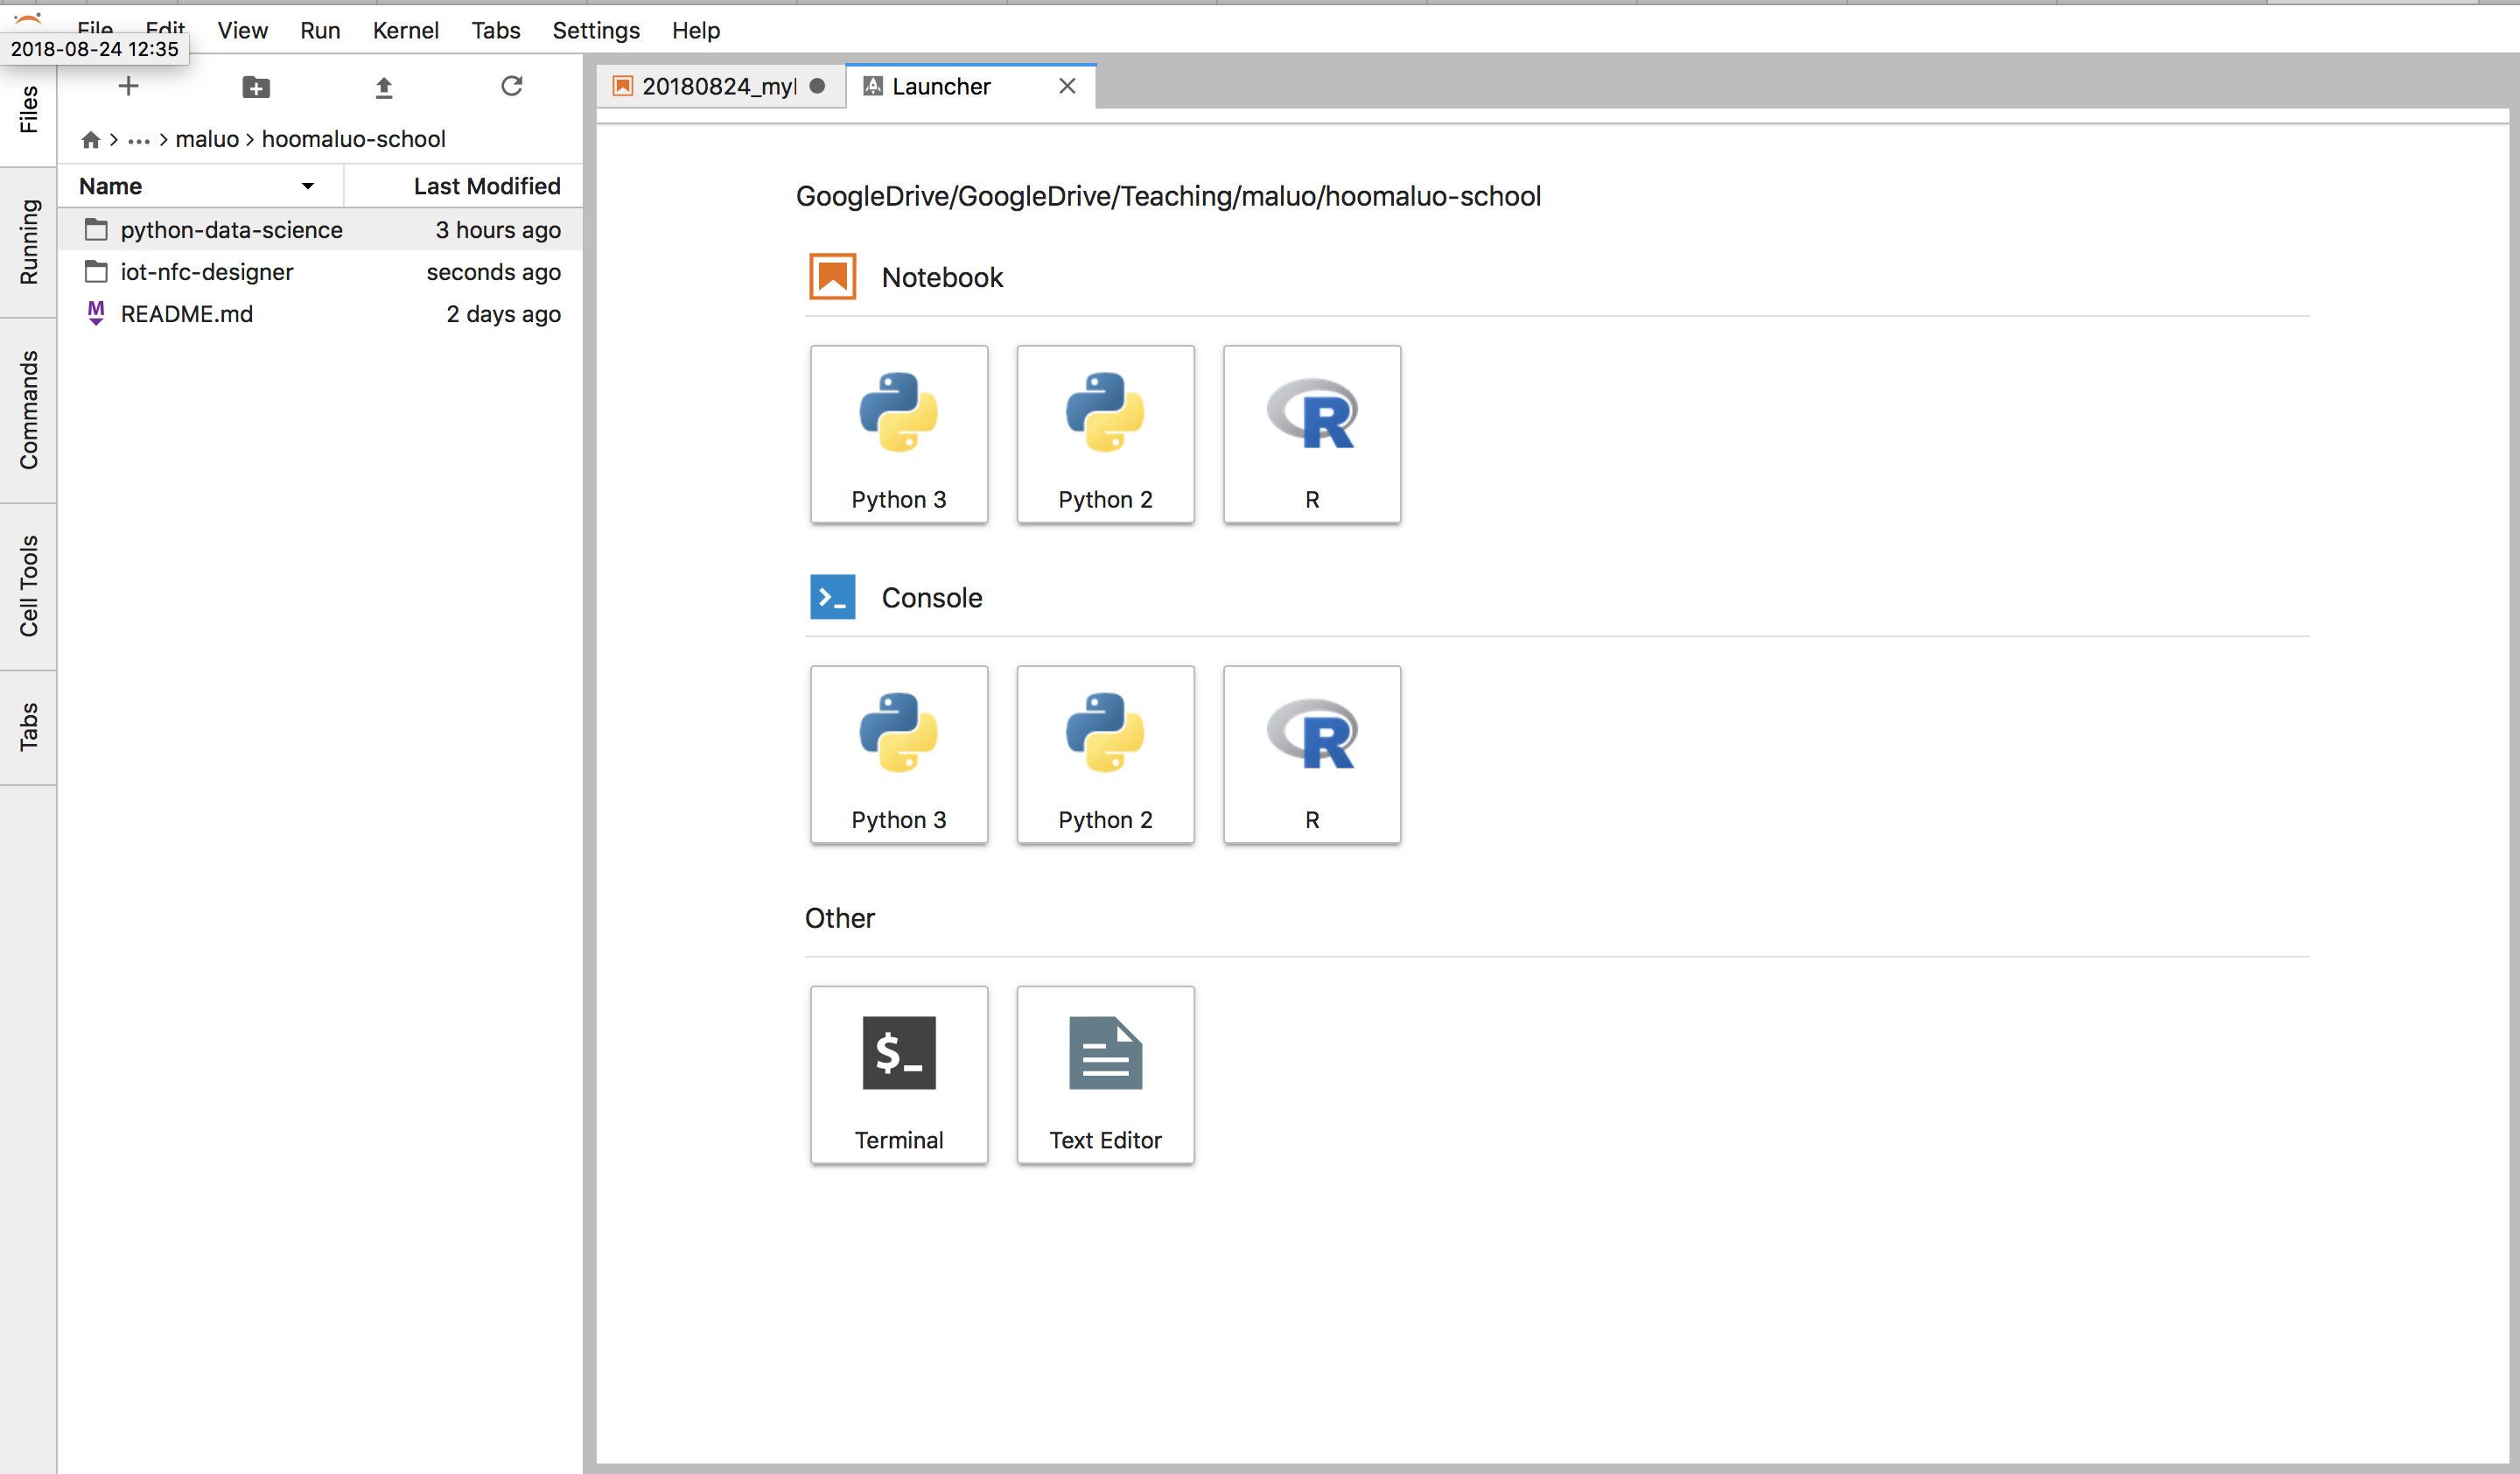 File Edit View Run Kernel Tabs Settings Help
2018-08-24 12:35
Files
Running
Commands
Cell Tools
Tabs
… > maluo > hoomaluo-school
Name Last Modified
python-data-science 3 hours ago
iot-nfc-designer seconds ago
README.md 2 days ago
20180824_myl
Launcher
GoogleDrive/GoogleDrive/Teaching/maluo/hoomaluo-school
Notebook
Python 3 Python 2 R
Console
Python 3 Python 2 R
Other
$_
Terminal Text Editor